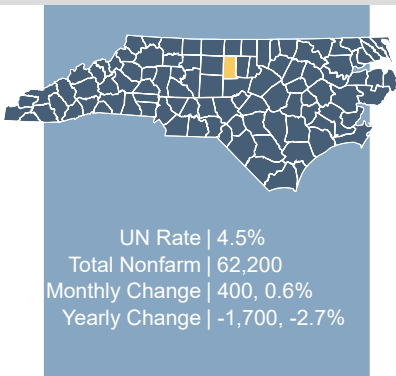 UN Rate | 4.5%
Total Nonfarm | 62,200
Monthly Change | 400, 0.6%
Yearly Change | -1,700, -2.7%